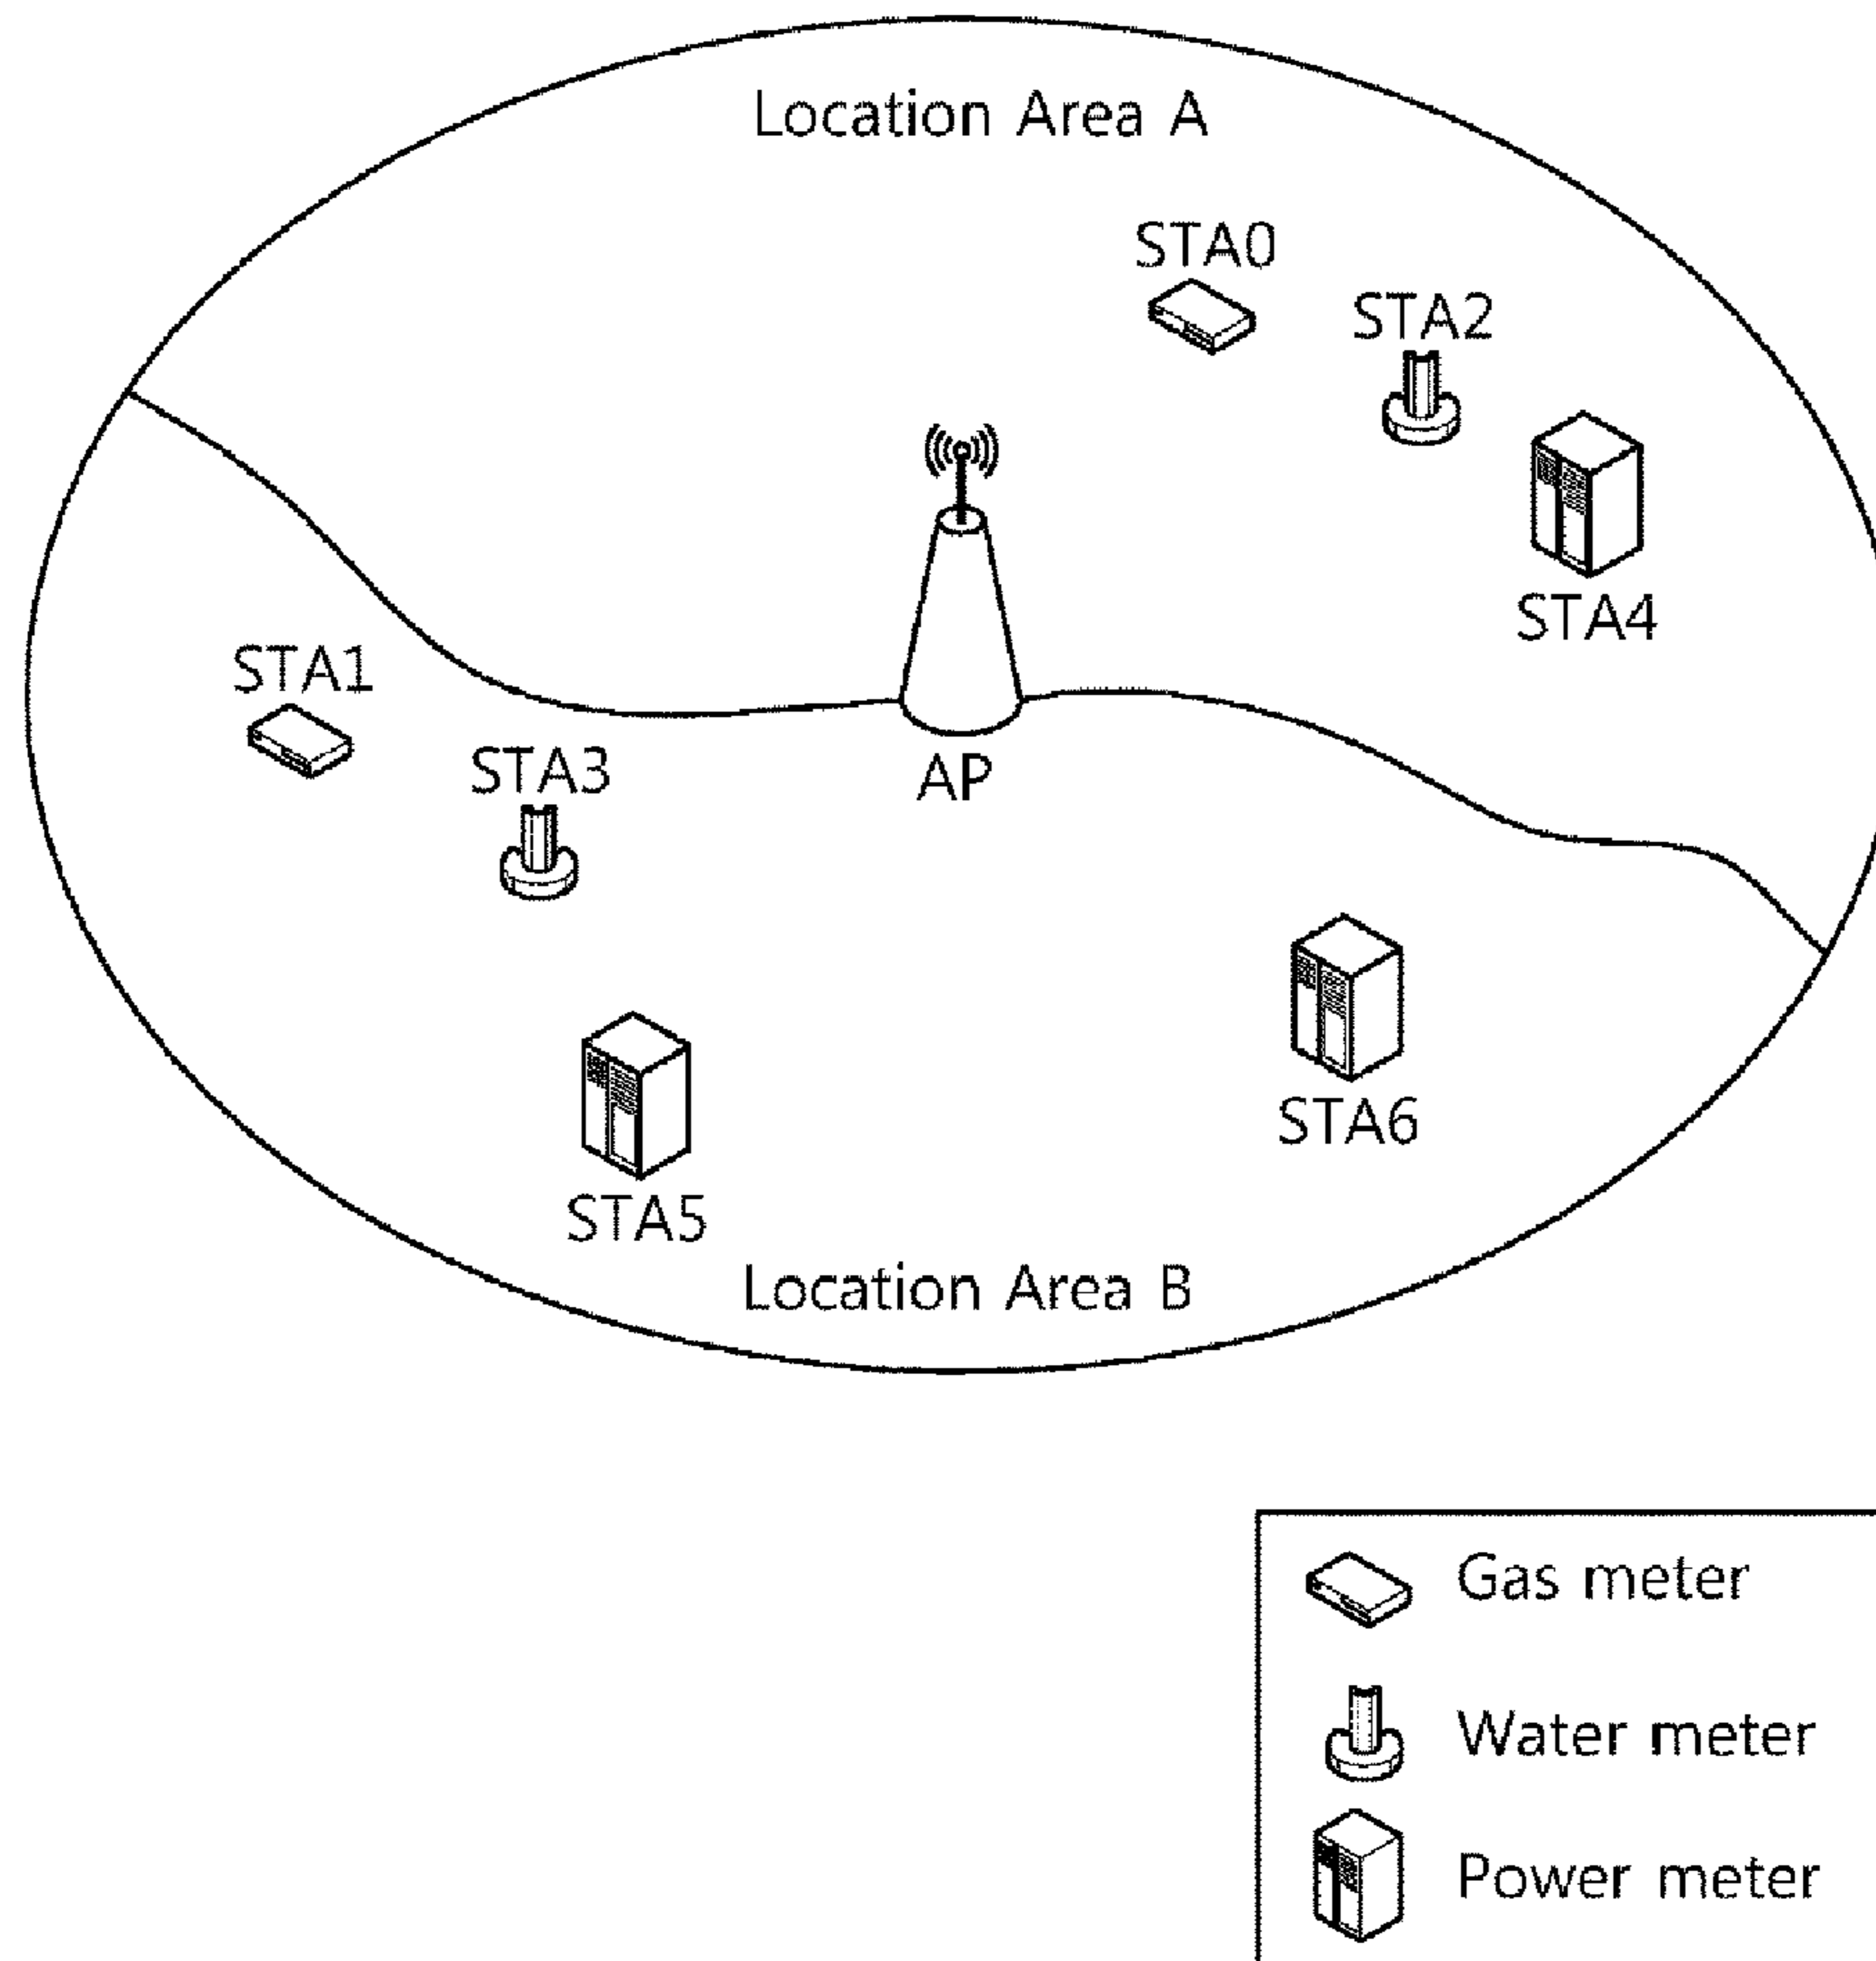 Location Area A
STA0
STA2
STA4
STA1
STA3
AP
STA6
STA5
Location Area B
Gas meter
Water meter
Power meter